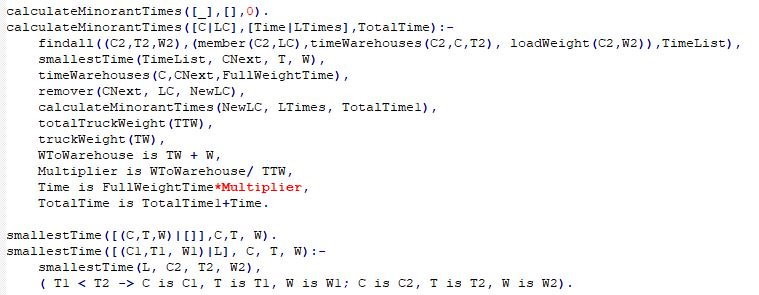 calculateMinorantTimes([_],[],0).
calculateMinorantTimes([C|LC],[Time|LTimes],TotalTime):-
    findall((C2,T2,W2),(member(C2,LC),timeWarehouses(C2,C,T2), loadWeight(C2,W2)),TimeList),
    smallestTime(TimeList, CNext, T, W),
    timeWarehouses(C,CNext,FullWeightTime),
    remover(CNext, LC, NewLC),
    calculateMinorantTimes(NewLC, LTimes, TotalTime1),
    totalTruckWeight(TTW),
    truckWeight(TW),
    WToWarehouse is TW + W,
    Multiplier is WToWarehouse/ TTW,
    Time is FullWeightTime*Multiplier,
    TotalTime is TotalTime1+Time.
smallestTime([(C,T,W)|[]],C,T, W).
smallestTime([(C1,T1, W1)|L], C, T, W):-
    smallestTime(L, C2, T2, W2),
    ( T1 < T2 -> C is C1, T is T1, W is W1; C is C2, T is T2, W is W2).